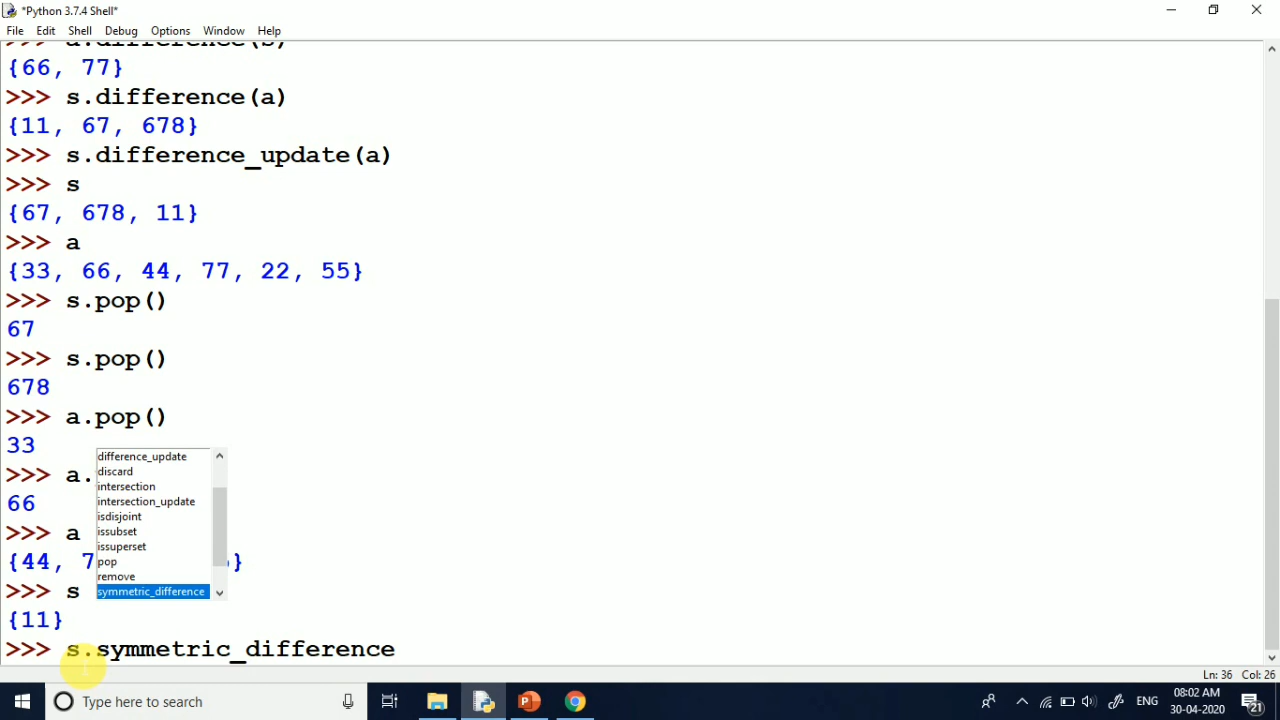 *Python 3.7.4 Shell*
File Edit Shell Debug Options Window Help
>>> a.difference(s)
{66, 77}
>>> s.difference(a)
{11, 67, 678}
>>> s.difference_update(a)
>>> s
{67, 678, 11}
>>> a
{33, 66, 44, 77, 22, 55}
>>> s.pop()
67
>>> s.pop()
678
>>> a.pop()
33
>>> a.
66
>>> a
{44, 7 }
>>> s
{11}
>>> s.symmetric_difference
difference_update
discard
intersection
intersection_update
isdisjoint
issubset
issuperset
pop
remove
symmetric_difference
Ln: 36 Col: 26
Type here to search
ENG
08:02 AM
30-04-2020
21